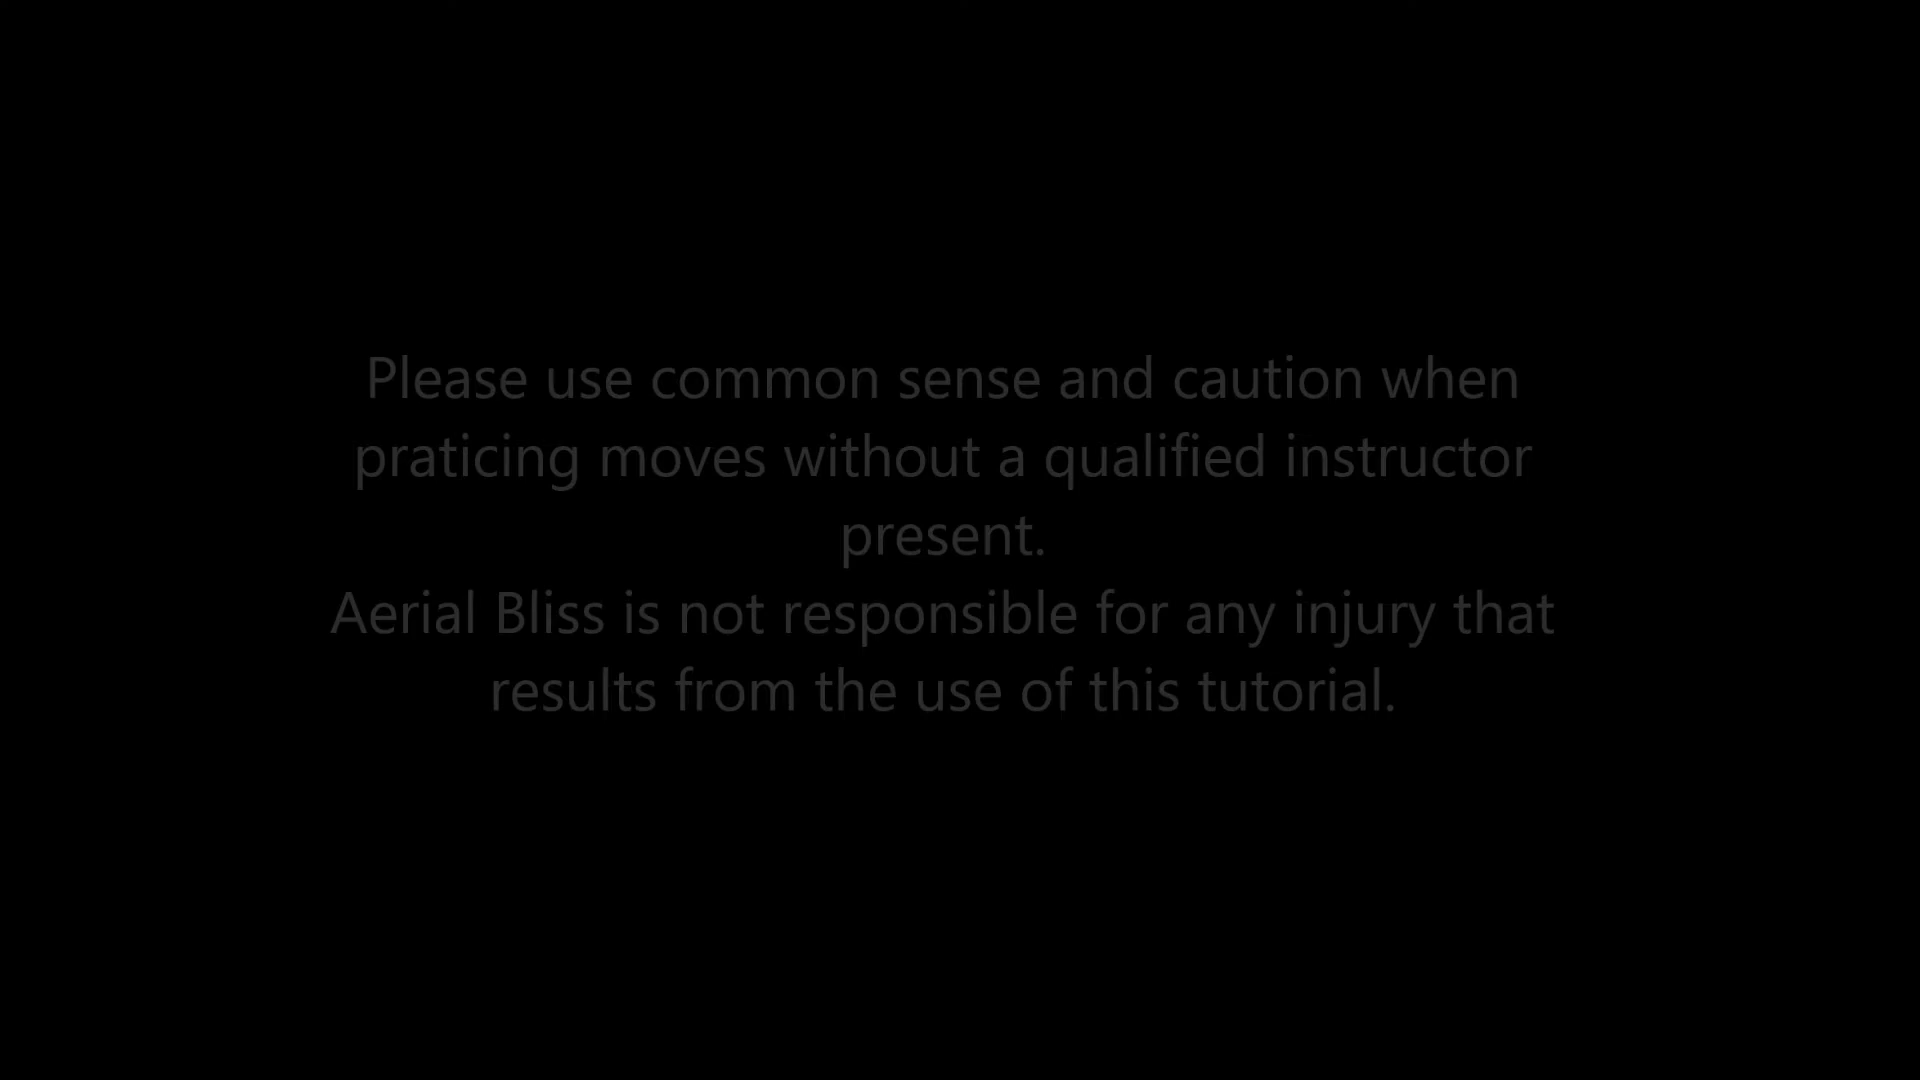 Please use common sense and caution when
praticing moves without a qualified instructor
present.
Aerial Bliss is not responsible for any injury that
results from the use of this tutorial.